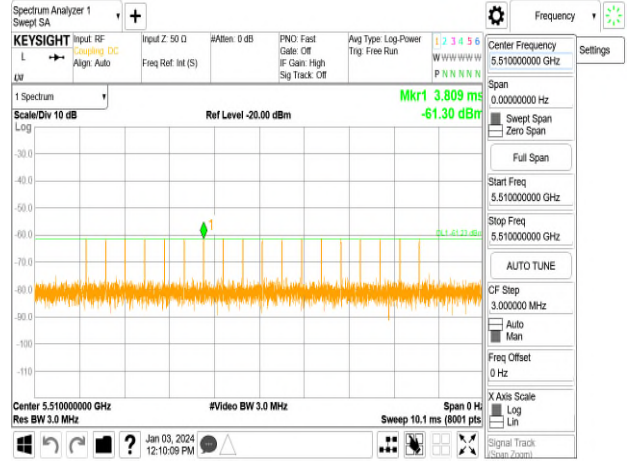 Spectrum Analyzer 1
Swept SA
+
Frequency
KEYSIGHT
L
Input: RF
Coupling: DC
Align: Auto
Input Z: 50 Ω
Freq Ref: Int (S)
#Atten: 0 dB
PNO: Fast
Gate: Off
IF Gain: High
Sig Track: Off
Avg Type: Log-Power
Trig: Free Run
1 2 3 4 5 6
W W W W W W
P N N N N N
Center Frequency
5.510000000 GHz
Settings
1 Spectrum
Mkr1 3.809 ms
Scale/Div 10 dB
Ref Level -20.00 dBm
-61.30 dBm
Log
-30.0
-40.0
-50.0
-60.0
-70.0
-80.0
-90.0
-100
-110
1
DL1 -61.23 dBm
Center 5.510000000 GHz
#Video BW 3.0 MHz
Span 0 Hz
Res BW 3.0 MHz
Sweep 10.1 ms (8001 pts)
Span
0.00000000 Hz
Swept Span
Zero Span
Full Span
Start Freq
5.510000000 GHz
Stop Freq
5.510000000 GHz
AUTO TUNE
CF Step
3.000000 MHz
Auto
Man
Freq Offset
0 Hz
X Axis Scale
Log
Lin
Signal Track
(Span Zoom)
?
Jan 03, 2024
12:10:09 PM